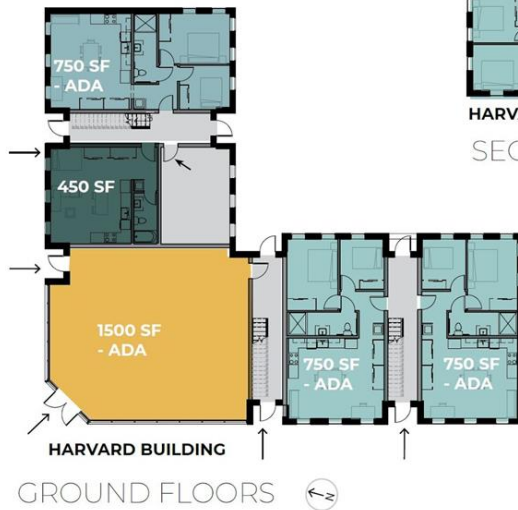 750 SF
- ADA
450 SF
1500 SF
- ADA
750 SF
- ADA
750 SF
- ADA
HARV
SEC
HARVARD BUILDING
GROUND FLOORS
N